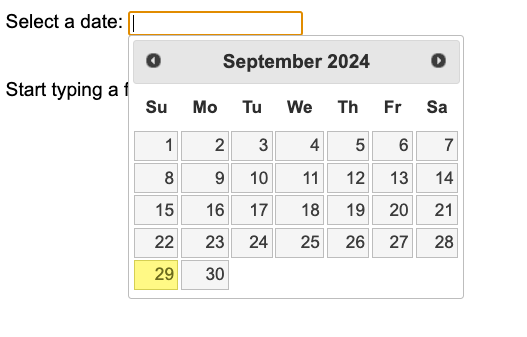 Select a date:
September 2024
Su Mo Tu We Th Fr Sa
Start typing a f
1 2 3 4 5 6 7
8 9 10 11 12 13 14
15 16 17 18 19 20 21
22 23 24 25 26 27 28
29 30